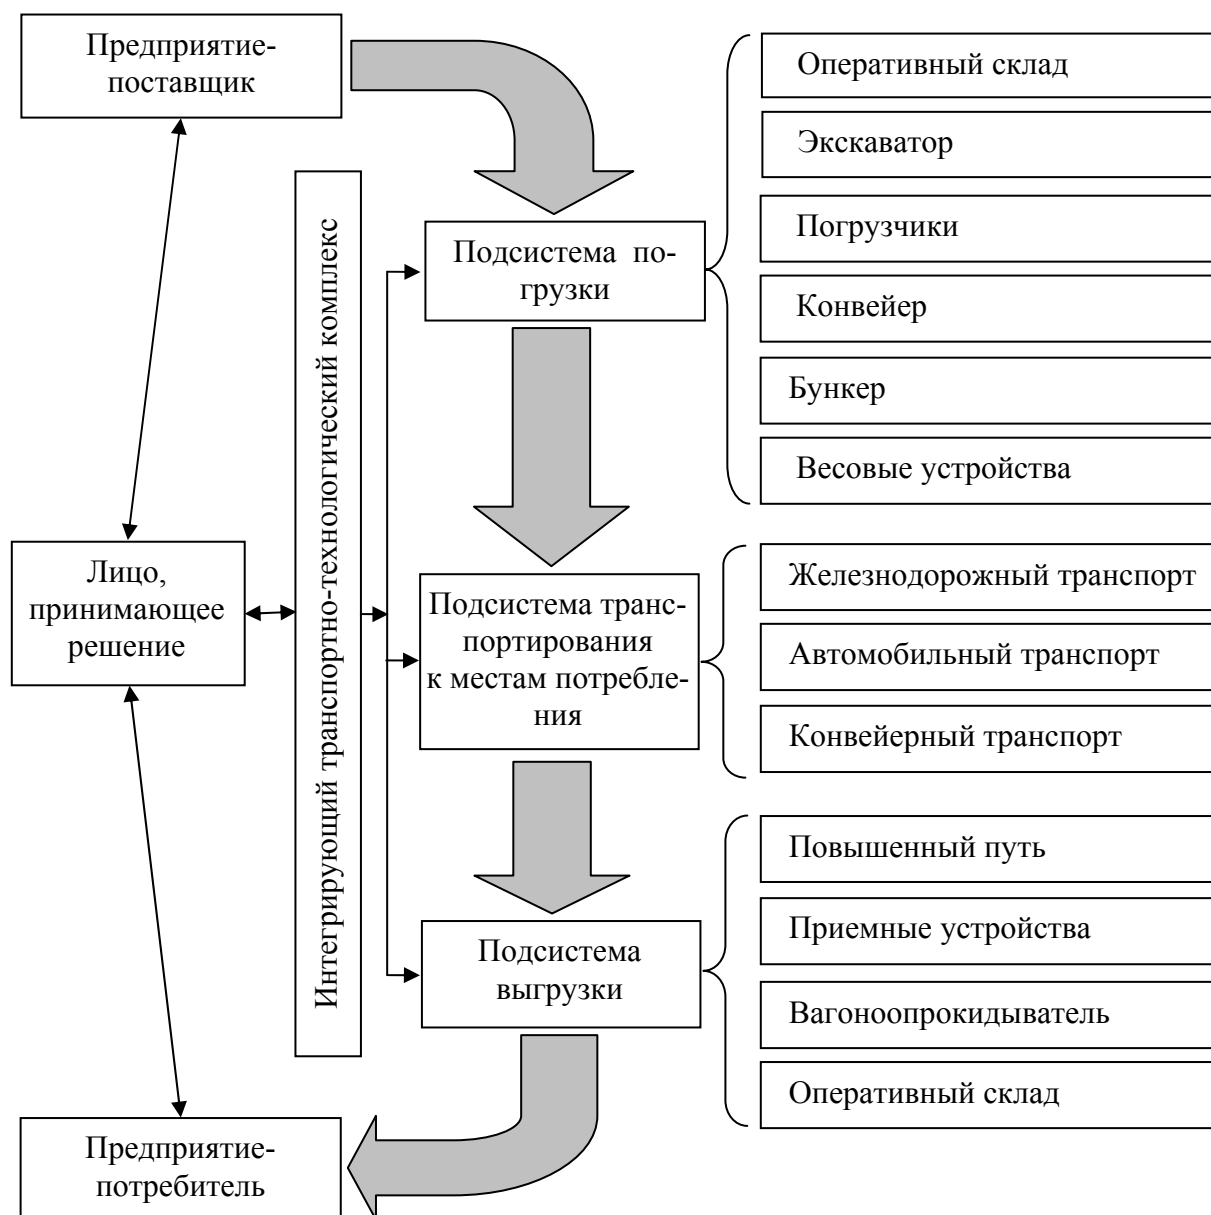 Предприятие-
поставщик
Оперативный склад
Экскаватор
Погрузчики
Конвейер
Бункер
Весовые устройства
Подсистема по-
грузки
Интегрирующий транспортно-технологический комплекс
Лицо,
принимающее
решение
Подсистема транс-
портирования
к местам потребле-
ния
Железнодорожный транспорт
Автомобильный транспорт
Конвейерный транспорт
Подсистема
выгрузки
Повышенный путь
Приемные устройства
Вагоноопрокидыватель
Оперативный склад
Предприятие-
потребитель